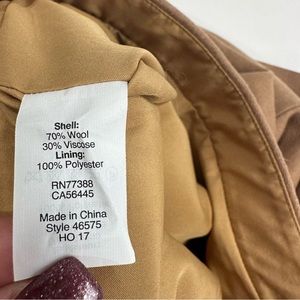 Shell:
70% Wool
30% Viscose
Lining:
100% Polyester
RN77388
CA56445
Made in China
Style 46575
HO 17